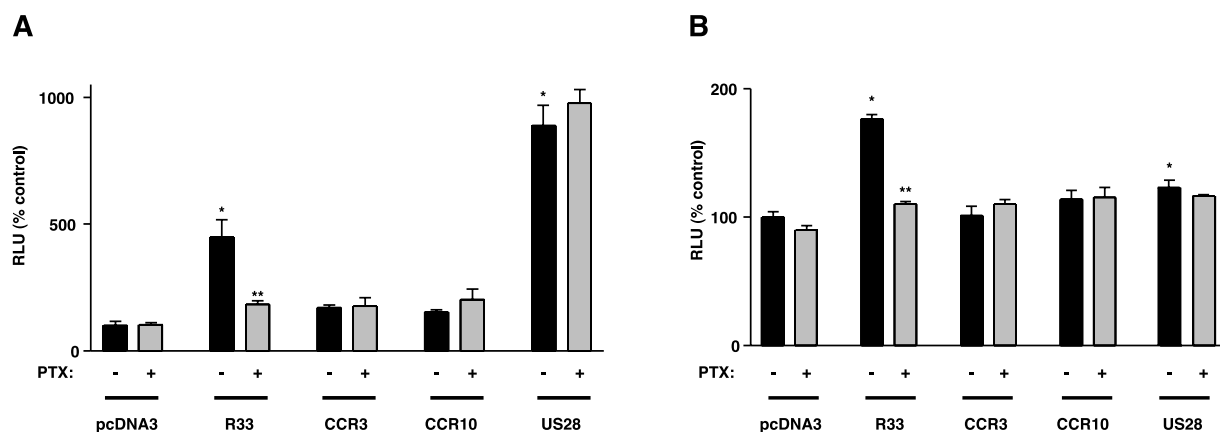 A
RLU (% control)
1000
500
0
*
*
**
PTX: - + - + - + - + - +
pcDNA3 R33 CCR3 CCR10 US28
B
RLU (% control)
200
100
0
*
**
*
PTX: - + - + - + - + - +
pcDNA3 R33 CCR3 CCR10 US28